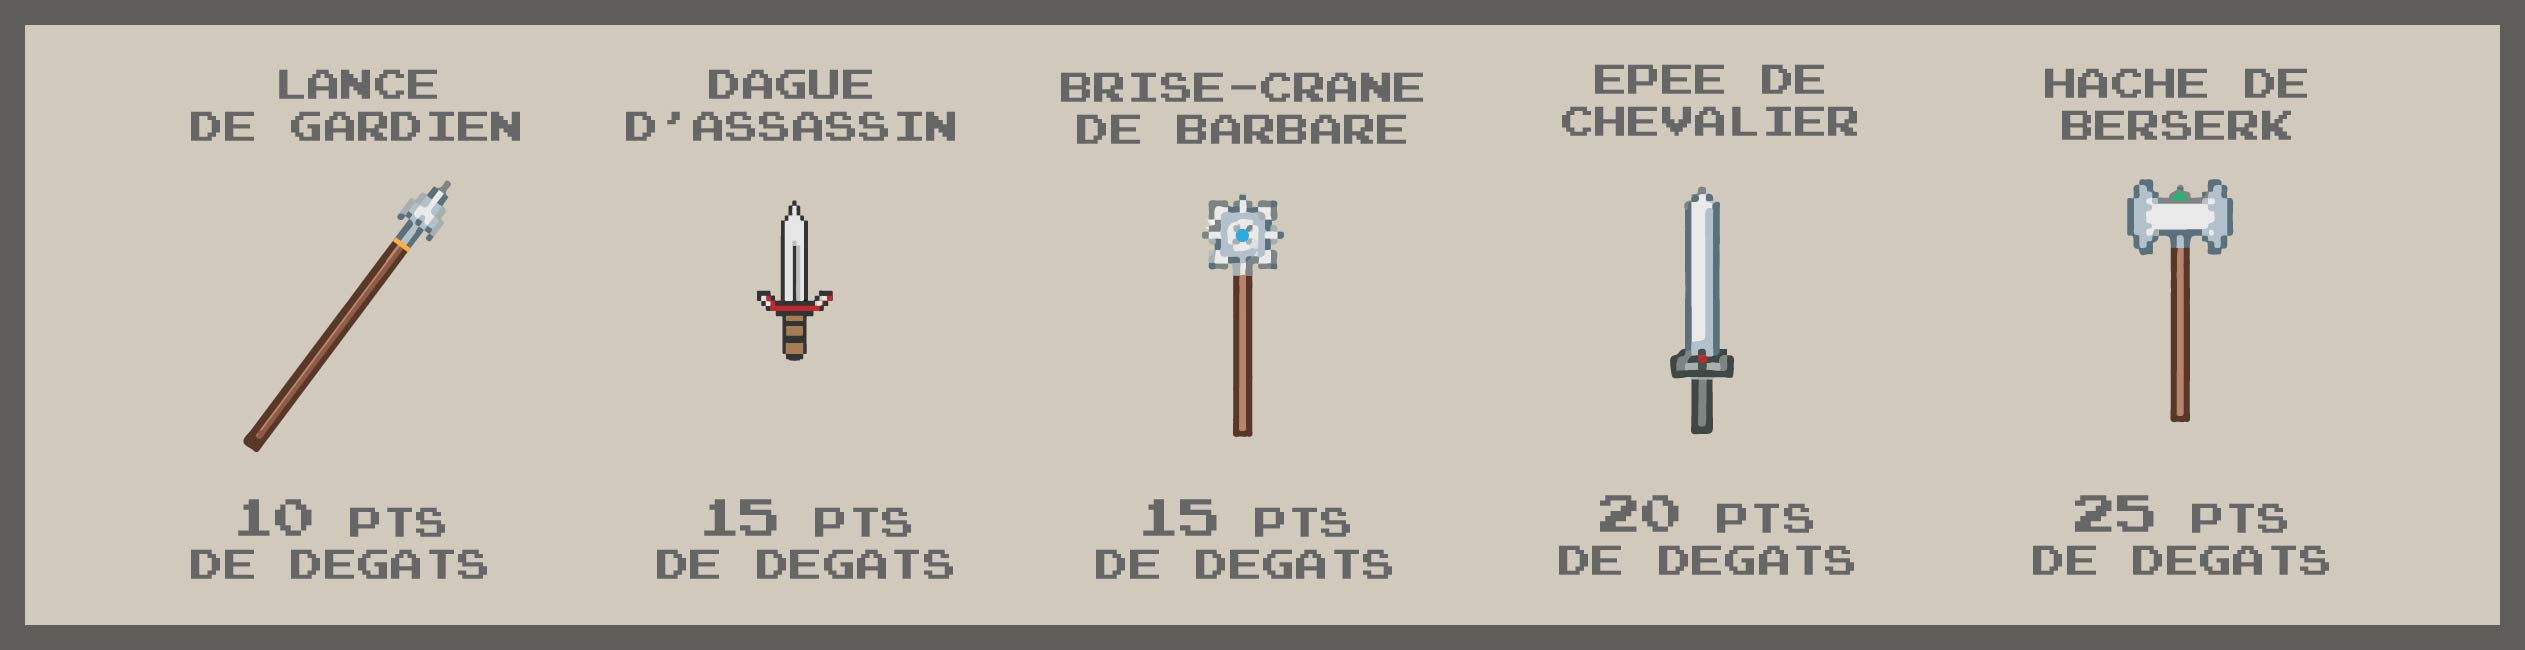 LANCE
DE GARDIEN
DAGUE
D'ASSASSIN
BRISE-CRANE
DE BARBARE
EPEE DE
CHEVALIER
HACHE DE
BERSERK
10 PTS
DE DEGATS
15 PTS
DE DEGATS
15 PTS
DE DEGATS
20 PTS
DE DEGATS
25 PTS
DE DEGATS